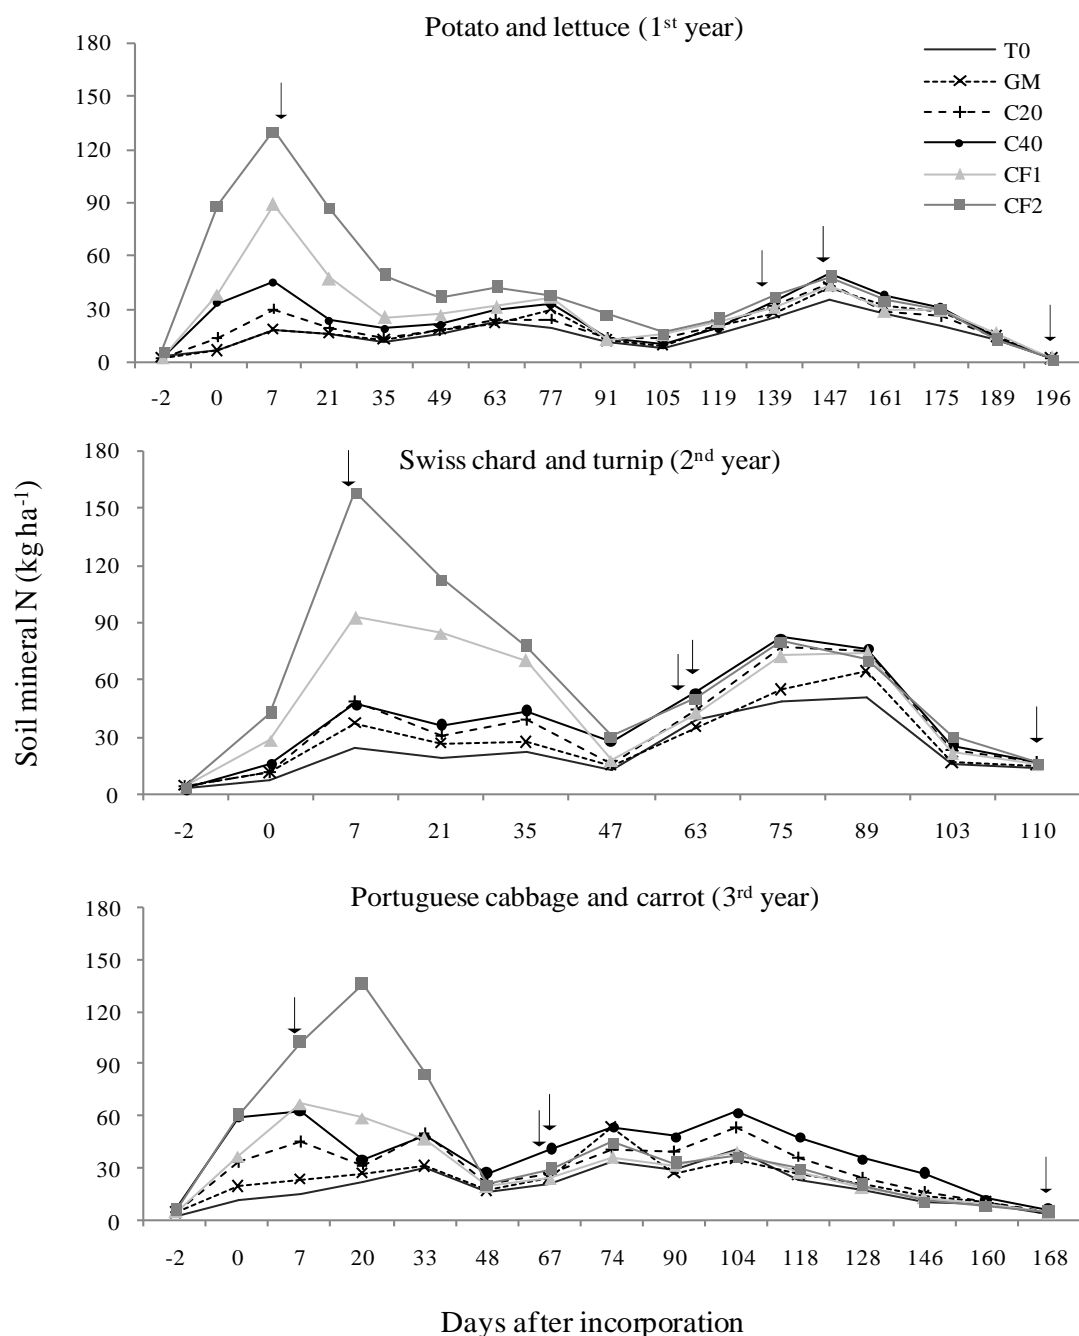 Potato and lettuce (1st year)
180
150
120
90
60
30
0
T0
GM
C20
C40
CF1
CF2
-2 0 7 21 35 49 63 77 91 105 119 139 147 161 175 189 196
Soil mineral N (kg ha-1)
Swiss chard and turnip (2nd year)
180
150
120
90
60
30
0
-2 0 7 21 35 47 63 75 89 103 110
Portuguese cabbage and carrot (3rd year)
180
150
120
90
60
30
0
-2 0 7 20 33 48 67 74 90 104 118 128 146 160 168
Days after incorporation